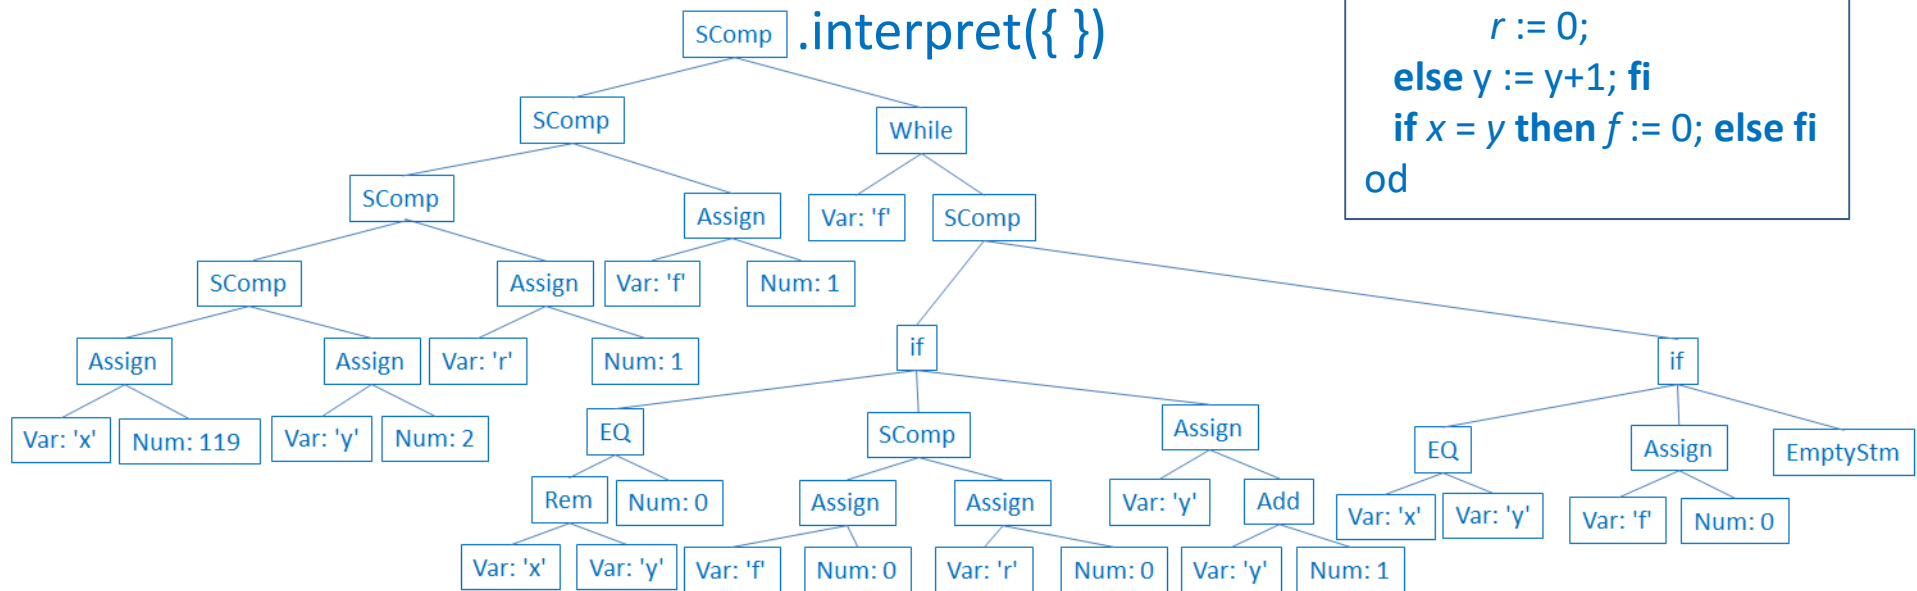 SComp .interpret({ })
r := 0;
else y := y+1; fi
if x = y then f := 0; else fi
od
SComp
While
SComp
Assign
Var: 'f'
SComp
SComp
Assign
Var: 'f'
Num: 1
Assign
Assign
Var: 'r'
Num: 1
if
if
Var: 'x'
Num: 119
Var: 'y'
Num: 2
EQ
SComp
Assign
EQ
Assign
EmptyStm
Rem
Num: 0
Assign
Assign
Var: 'y'
Add
Var: 'x'
Var: 'y'
Var: 'f'
Num: 0
Var: 'x'
Var: 'y'
Var: 'f'
Num: 0
Var: 'r'
Num: 0
Var: 'y'
Num: 1